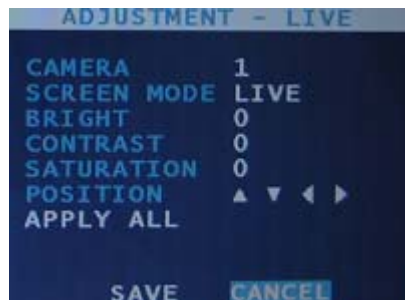 ADJUSTMENT - LIVE
CAMERA 1
SCREEN MODE LIVE
BRIGHT 0
CONTRAST 0
SATURATION 0
POSITION ▲ ▼ ◀ ▶
APPLY ALL
SAVE CANCEL